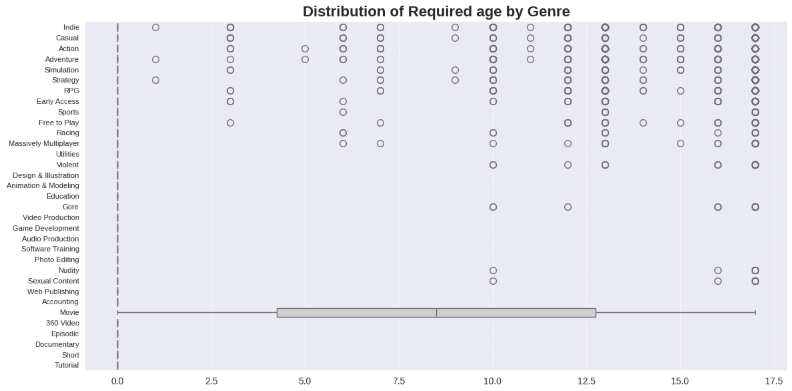 Distribution of Required age by Genre
Indie
Casual
Action
Adventure
Simulation
Strategy
RPG
Early Access
Sports
Free to Play
Racing
Massively Multiplayer
Utilities
Violent
Design & Illustration
Animation & Modeling
Education
Gore
Video Production
Game Development
Audio Production
Software Training
Photo Editing
Nudity
Sexual Content
Web Publishing
Accounting
Movie
360 Video
Episodic
Documentary
Short
Tutorial
0.0 2.5 5.0 7.5 10.0 12.5 15.0 17.5